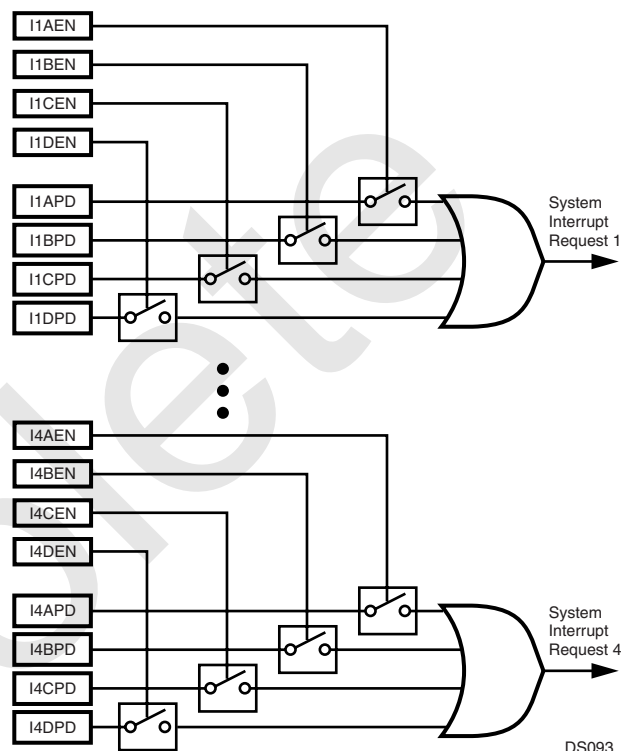 I1AEN
I1BEN
I1CEN
I1DEN
I1APD
I1BPD
I1CPD
I1DPD
System
Interrupt
Request 1
I4AEN
I4BEN
I4CEN
I4DEN
I4APD
I4BPD
I4CPD
I4DPD
System
Interrupt
Request 4
DS093